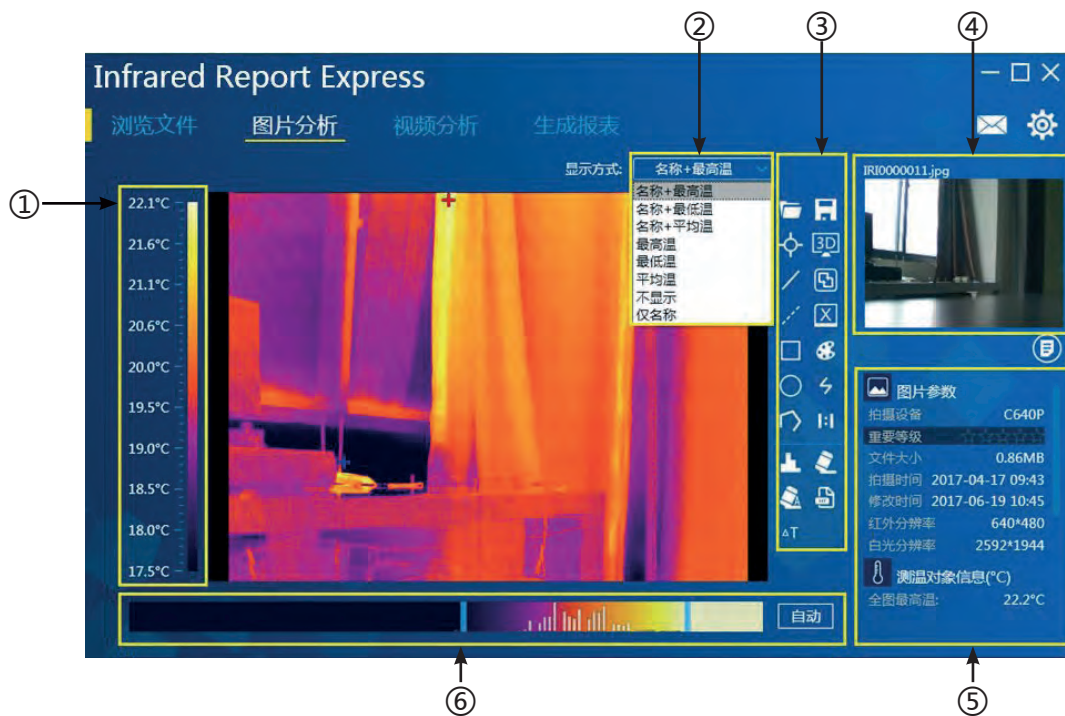 ② ③ ④
Infrared Report Express
浏览文件 图片分析 视频分析 生成报表
显示方式: 名称+最高温
名称+最高温
名称+最低温
名称+平均温
最高温
最低温
平均温
不显示
仅名称
①
22.1°C
21.6°C
21.1°C
20.6°C
20.0°C
19.5°C
19.0°C
18.5°C
18.0°C
17.5°C
3D
X
1:1
△T
IRI0000011.jpg
图片参数
拍摄设备 C640P
重要等级
文件大小 0.86MB
拍摄时间 2017-04-17 09:43
修改时间 2017-06-19 10:45
红外分辨率 640*480
白光分辨率 2592*1944
测温对象信息(°C)
全图最高温: 22.2°C
自动
⑥ ⑤